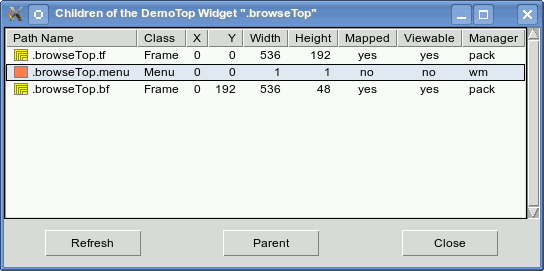 Children of the DemoTop Widget ".browseTop"
Path Name Class X Y Width Height Mapped Viewable Manager
.browseTop.tf Frame 0 0 536 192 yes yes pack
.browseTop.menu Menu 0 0 1 1 no no wm
.browseTop.bf Frame 0 192 536 48 yes yes pack
Refresh Parent Close